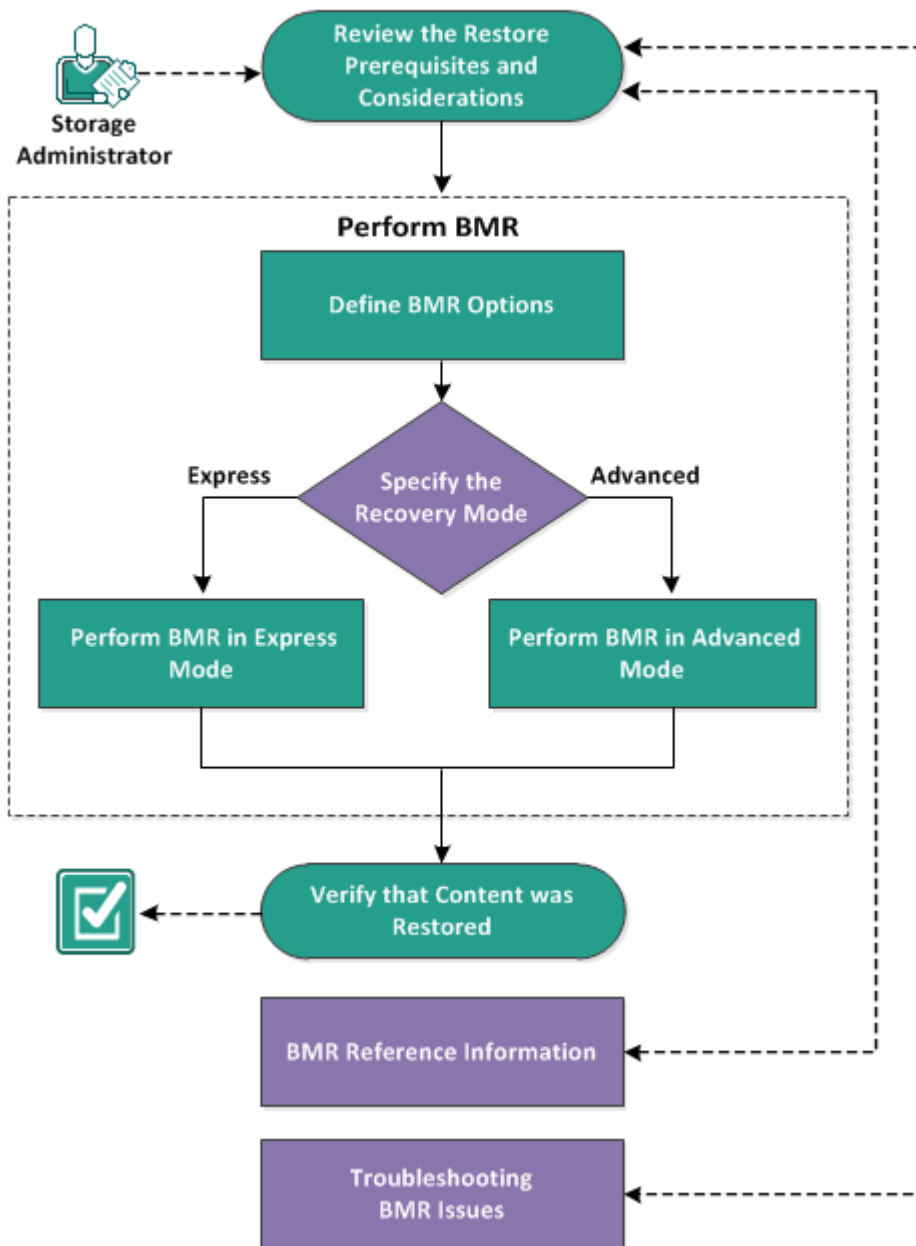 Review the Restore
Prerequisites and
Considerations
Storage
Administrator
Perform BMR
Define BMR Options
Express
Specify the
Recovery Mode
Advanced
Perform BMR in Express
Mode
Perform BMR in Advanced
Mode
Verify that Content was
Restored
BMR Reference Information
Troubleshooting
BMR Issues